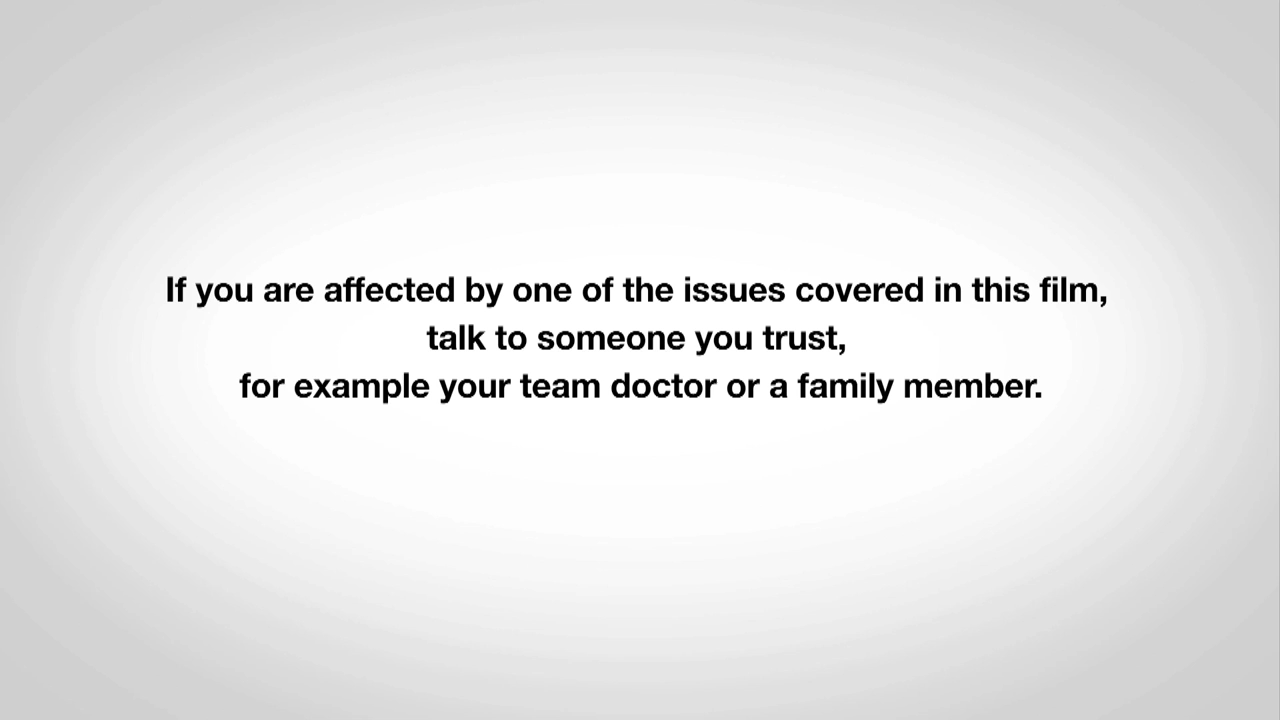 If you are affected by one of the issues covered in this film,
talk to someone you trust,
for example your team doctor or a family member.